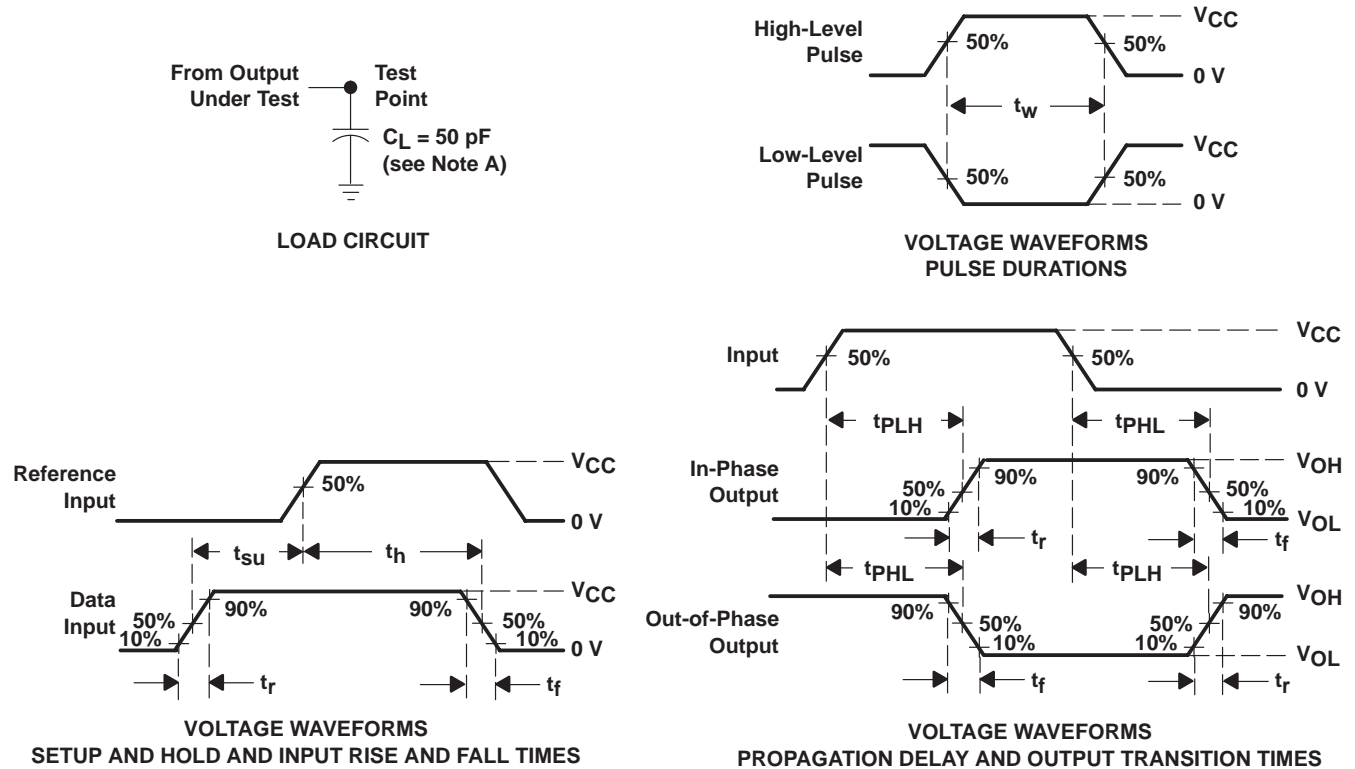 From Output
Under Test
Test
Point
CL = 50 pF
(see Note A)
LOAD CIRCUIT
High-Level
Pulse
50%
50%
VCC
0 V
tw
Low-Level
Pulse
50%
50%
VCC
0 V
VOLTAGE WAVEFORMS
PULSE DURATIONS
Reference
Input
50%
VCC
0 V
tsu
th
Data
Input
50%
10%
90%
90%
50%
10%
VCC
0 V
tr
tf
VOLTAGE WAVEFORMS
SETUP AND HOLD AND INPUT RISE AND FALL TIMES
Input
50%
50%
VCC
0 V
tPLH
tPHL
In-Phase
Output
50%
10%
90%
90%
50%
10%
VOH
VOL
tr
tf
tPHL
tPLH
Out-of-Phase
Output
90%
50%
10%
50%
10%
90%
VOH
VOL
tf
tr
VOLTAGE WAVEFORMS
PROPAGATION DELAY AND OUTPUT TRANSITION TIMES